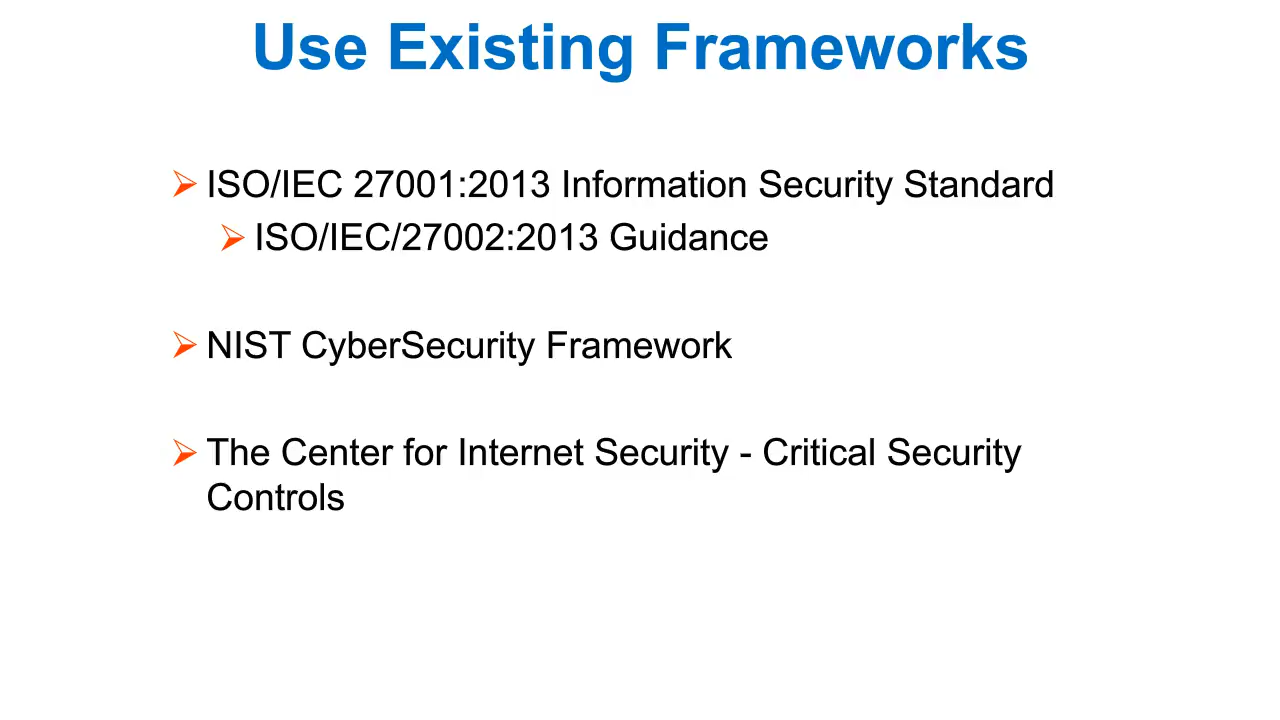 Use Existing Frameworks
ISO/IEC 27001:2013 Information Security Standard
ISO/IEC/27002:2013 Guidance
NIST CyberSecurity Framework
The Center for Internet Security - Critical Security
Controls